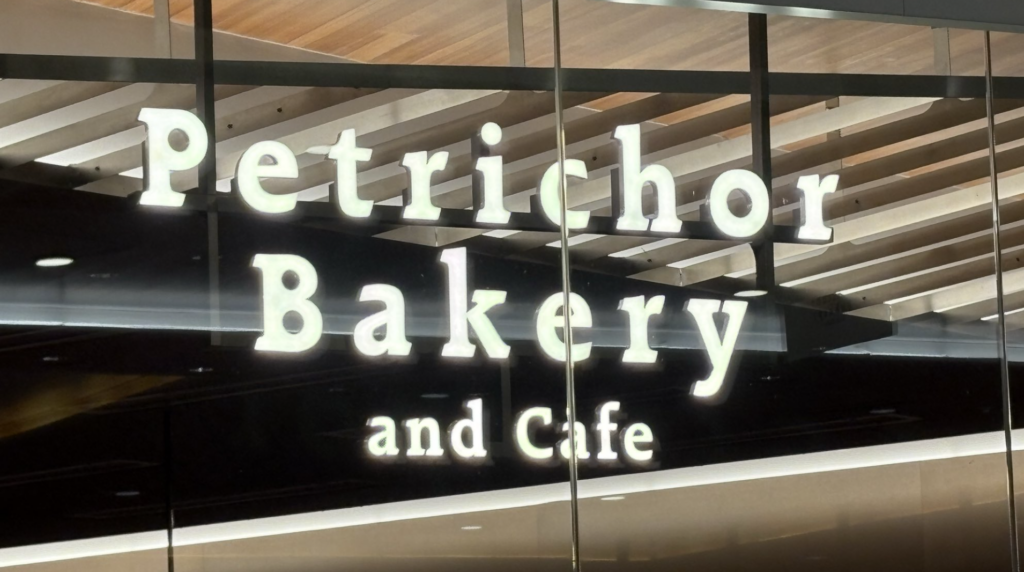 Petrichor
Bakery
and Cafe